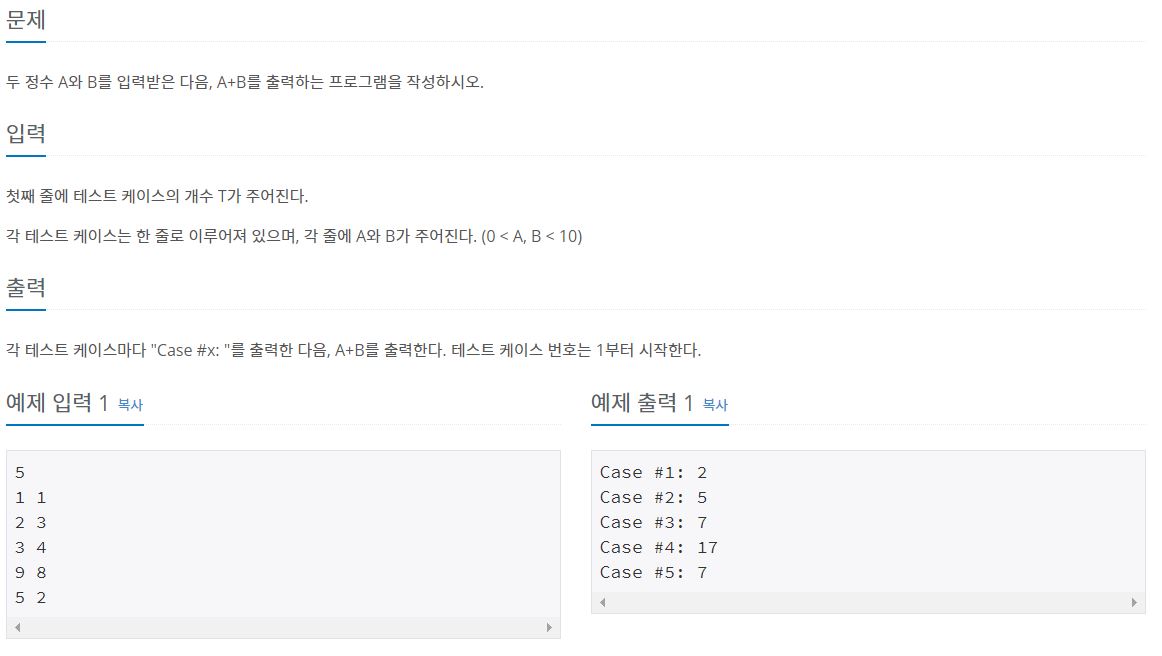 문제
두 정수 A와 B를 입력받은 다음, A+B를 출력하는 프로그램을 작성하시오.
입력
첫째 줄에 테스트 케이스의 개수 T가 주어진다.
각 테스트 케이스는 한 줄로 이루어져 있으며, 각 줄에 A와 B가 주어진다. (0 < A, B < 10)
출력
각 테스트 케이스마다 "Case #x: "를 출력한 다음, A+B를 출력한다. 테스트 케이스 번호는 1부터 시작한다.
예제 입력 1 복사
5
1 1
2 3
3 4
9 8
5 2
예제 출력 1 복사
Case #1: 2
Case #2: 5
Case #3: 7
Case #4: 17
Case #5: 7